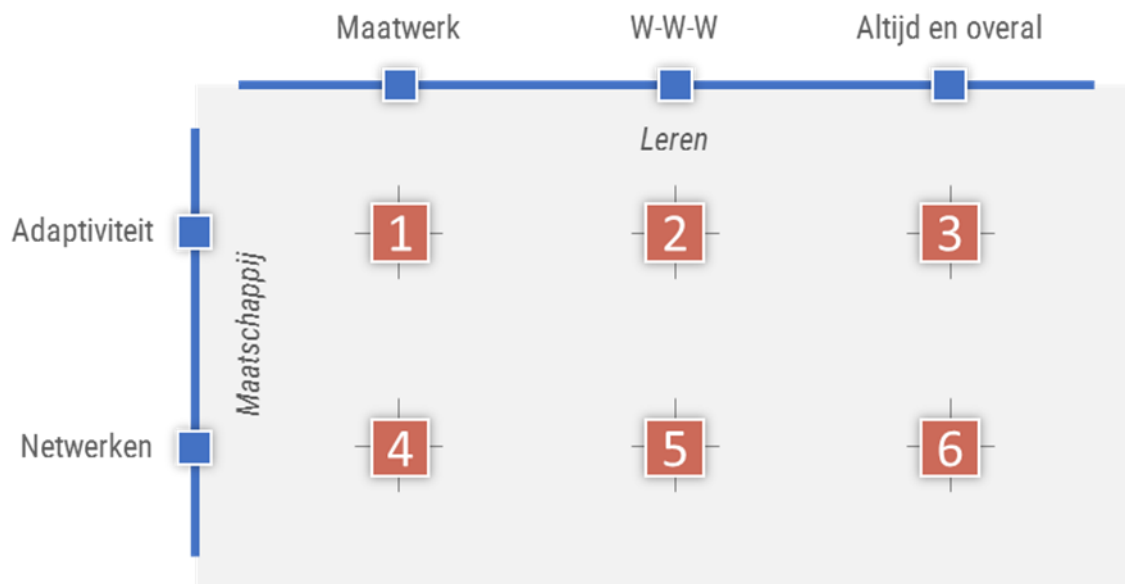 Maatwerk W-W-W Altijd en overal
Leren
Adaptiviteit 1 2 3
Maatschappij
Netwerken 4 5 6